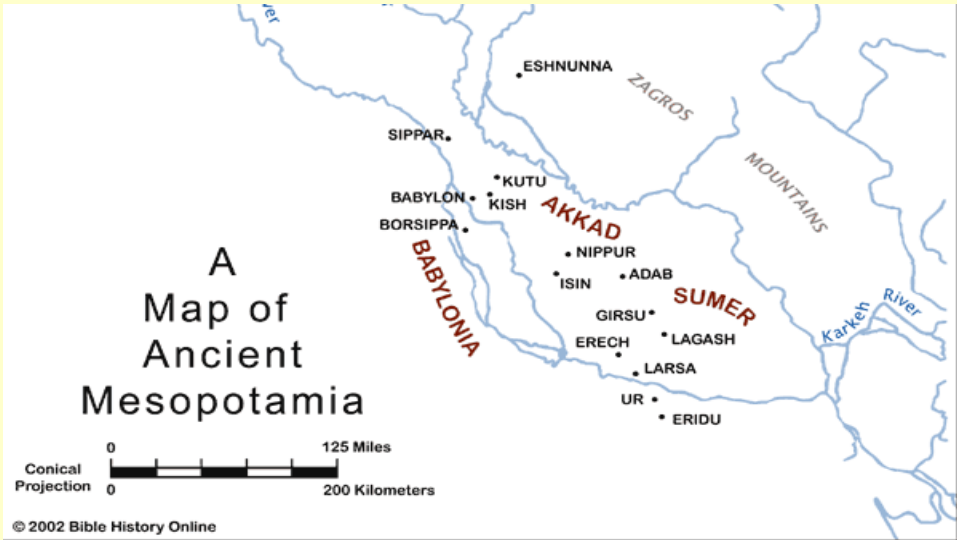 ver
ESHNUNNA
ZAGROS
MOUNTAINS
SIPPAR
KUTU
BABYLON
KISH
AKKAD
BORSIPPA
BABYLONIA
NIPPUR
ISIN
ADAB
SUMER
GIRSU
LAGASH
ERECH
LARSA
UR
ERIDU
Karkeh River
A
Map of
Ancient
Mesopotamia
0 125 Miles
Conical
Projection
0 200 Kilometers
© 2002 Bible History Online